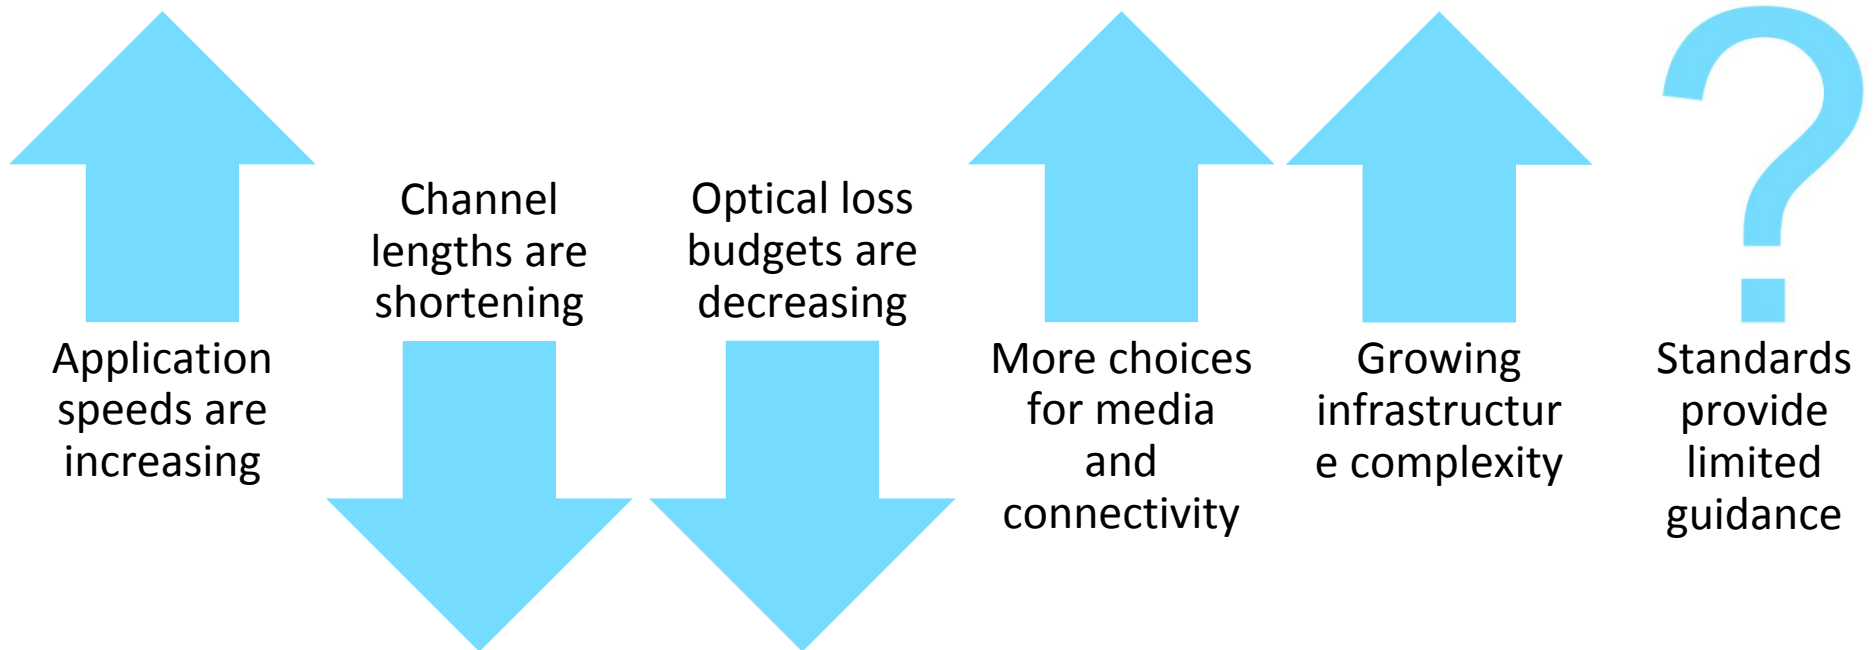 Application
speeds are
increasing
Channel
lengths are
shortening
Optical loss
budgets are
decreasing
More choices
for media
and
connectivity
Growing
infrastructur
e complexity
Standards
provide
limited
guidance